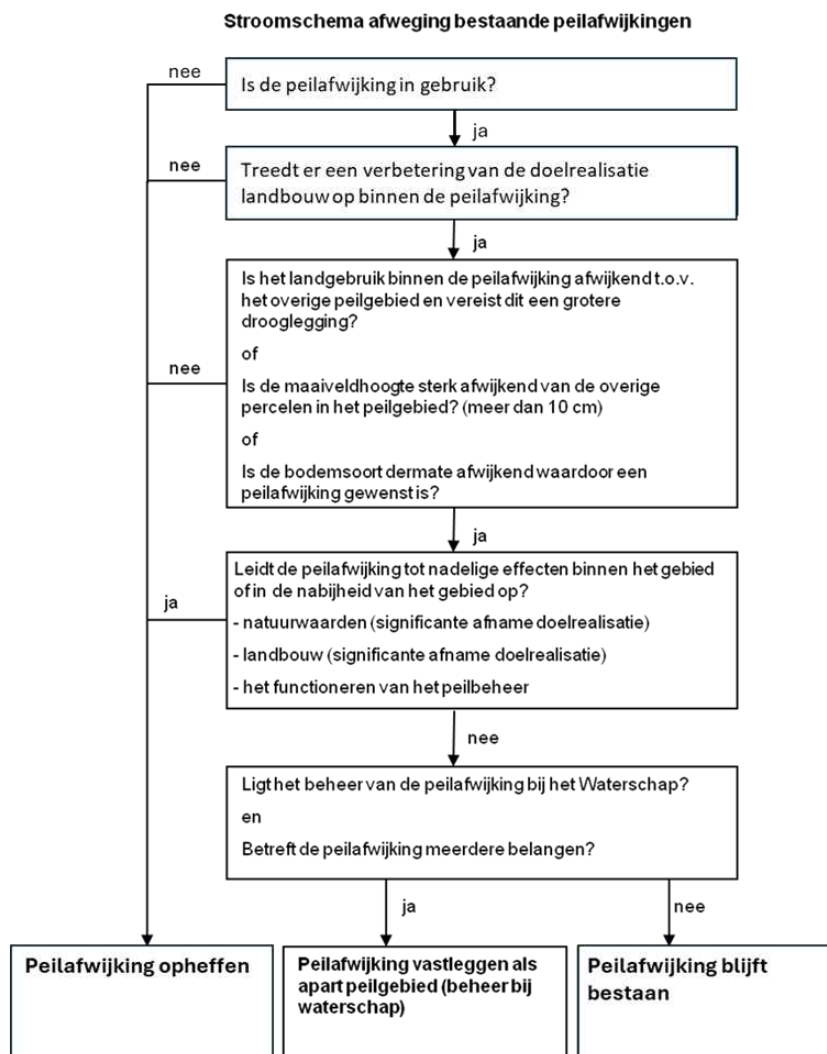 Stroomschema afweging bestaande peilafwijkingen
nee
Is de peilafwijking in gebruik?
ja
nee
Treedt er een verbetering van de doelrealisatie
landbouw op binnen de peilafwijking?
ja
Is het landgebruik binnen de peilafwijking afwijkend t.o.v.
het overige peilgebied en vereist dit een grotere
drooglegging?
of
nee
Is de maaiveldhoogte sterk afwijkend van de overige
percelen in het peilgebied? (meer dan 10 cm)
of
Is de bodemsoort dermate afwijkend waardoor een
peilafwijking gewenst is?
ja
Leidt de peilafwijking tot nadelige effecten binnen het gebied
of in de nabijheid van het gebied op?
ja
- natuurwaarden (significante afname doelrealisatie)
- landbouw (significante afname doelrealisatie)
- het functioneren van het peilbeheer
nee
Ligt het beheer van de peilafwijking bij het Waterschap?
en
Betreft de peilafwijking meerdere belangen?
ja
nee
Peilafwijking opheffen
Peilafwijking vastleggen als
apart peilgebied (beheer bij
waterschap)
Peilafwijking blijft
bestaan